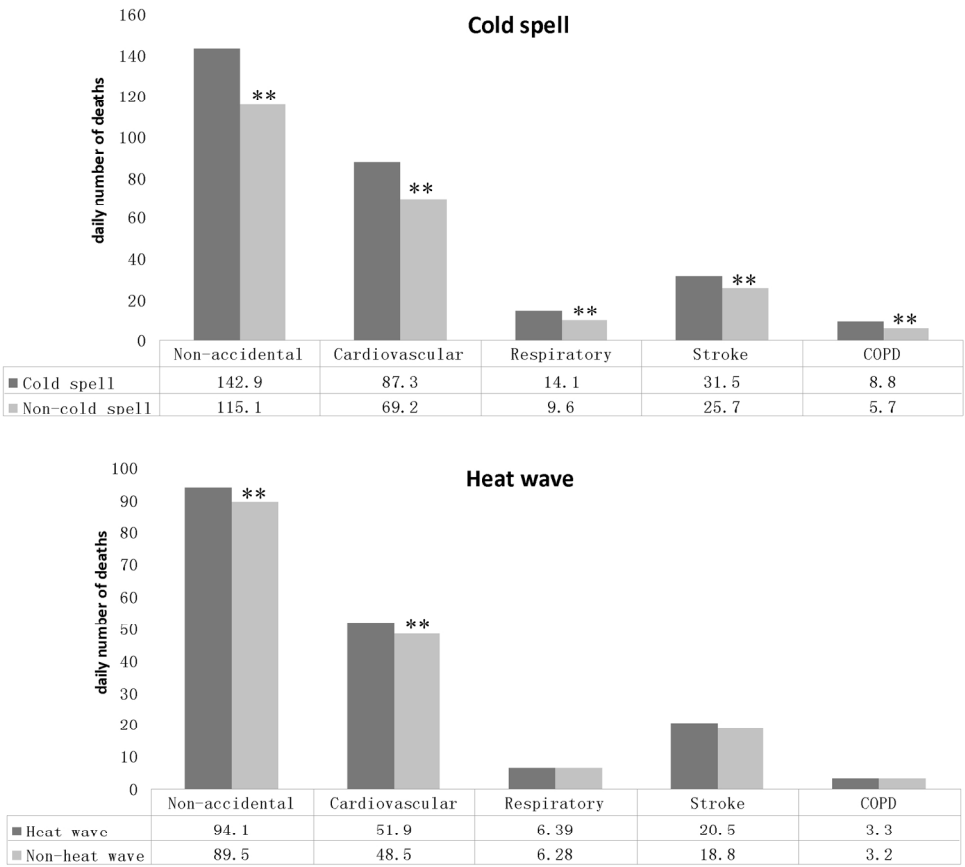 Cold spell
daily number of deaths
160
140
120
100
80
60
40
20
0
**
**
**
**
**
Non-accidental Cardiovascular Respiratory Stroke COPD
Cold spell 142.9 87.3 14.1 31.5 8.8
Non-cold spell 115.1 69.2 9.6 25.7 5.7
Heat wave
daily number of deaths
100
90
80
70
60
50
40
30
20
10
0
**
**
Non-accidental Cardiovascular Respiratory Stroke COPD
Heat wave 94.1 51.9 6.39 20.5 3.3
Non-heat wave 89.5 48.5 6.28 18.8 3.2